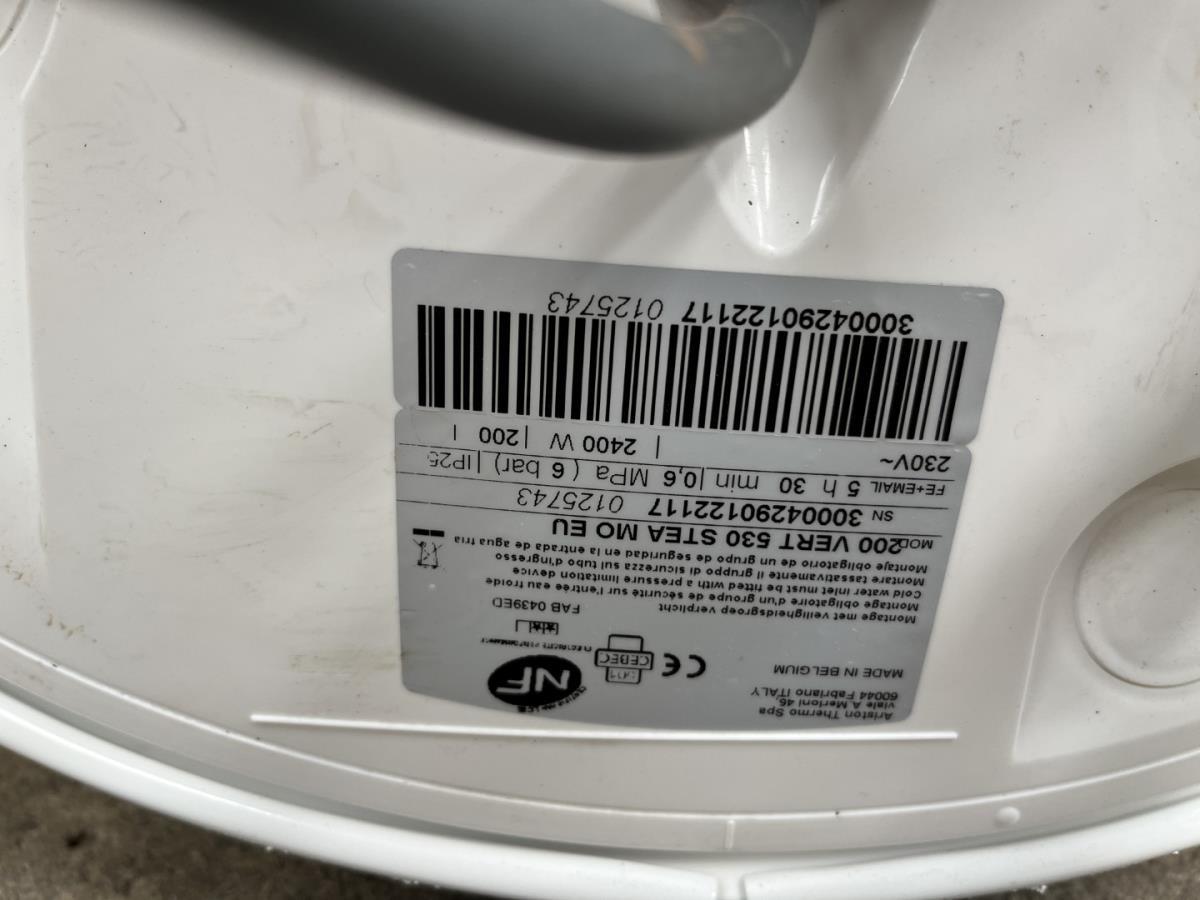 Ariston Thermo Spa
viale A.Merloni 45,
60044 Fabriano ITALY
MADE IN BELGIUM
CE
CEBEC
NF
FAB 0439ED
Montage met veiligheidsgroep verplicht
Montage obligatoire d'un groupe de sécurité sur l'entrée eau froide
Cold water inlet must be fitted with a pressure limitation device
Montare tassativamente il gruppo di sicurezza sul tubo d'ingresso
Montaje obligatorio de un grupo de seguridad en la entrada de agua fria
MOD. 200 VERT 530 STEA MO EU
SN 30004290122117 0125743
FE+EMAIL 5 h 30 min | 0,6 MPa ( 6 bar) | IP25
230V~ | 2400 W | 200 l
30004290122117 0125743